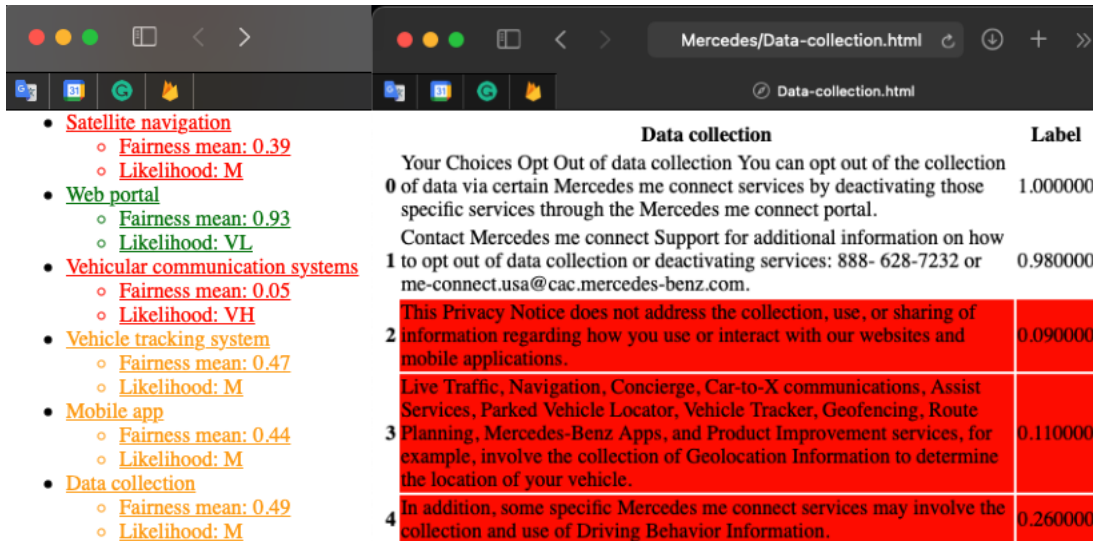 Satellite navigation
Fairness mean: 0.39
Likelihood: M
Web portal
Fairness mean: 0.93
Likelihood: VL
Vehicular communication systems
Fairness mean: 0.05
Likelihood: VH
Vehicle tracking system
Fairness mean: 0.47
Likelihood: M
Mobile app
Fairness mean: 0.44
Likelihood: M
Data collection
Fairness mean: 0.49
Likelihood: M
Mercedes/Data-collection.html
31
31
Data-collection.html
Data collection Label
Your Choices Opt Out of data collection You can opt out of the collection
0 of data via certain Mercedes me connect services by deactivating those 1.000000
specific services through the Mercedes me connect portal.
Contact Mercedes me connect Support for additional information on how
1 to opt out of data collection or deactivating services: 888- 628-7232 or 0.980000
me-connect.usa@cac.mercedes-benz.com.
This Privacy Notice does not address the collection, use, or sharing of
2 information regarding how you use or interact with our websites and 0.090000
mobile applications.
Live Traffic, Navigation, Concierge, Car-to-X communications, Assist
Services, Parked Vehicle Locator, Vehicle Tracker, Geofencing, Route
3 Planning, Mercedes-Benz Apps, and Product Improvement services, for 0.110000
example, involve the collection of Geolocation Information to determine
the location of your vehicle.
4 In addition, some specific Mercedes me connect services may involve the 0.260000
collection and use of Driving Behavior Information.